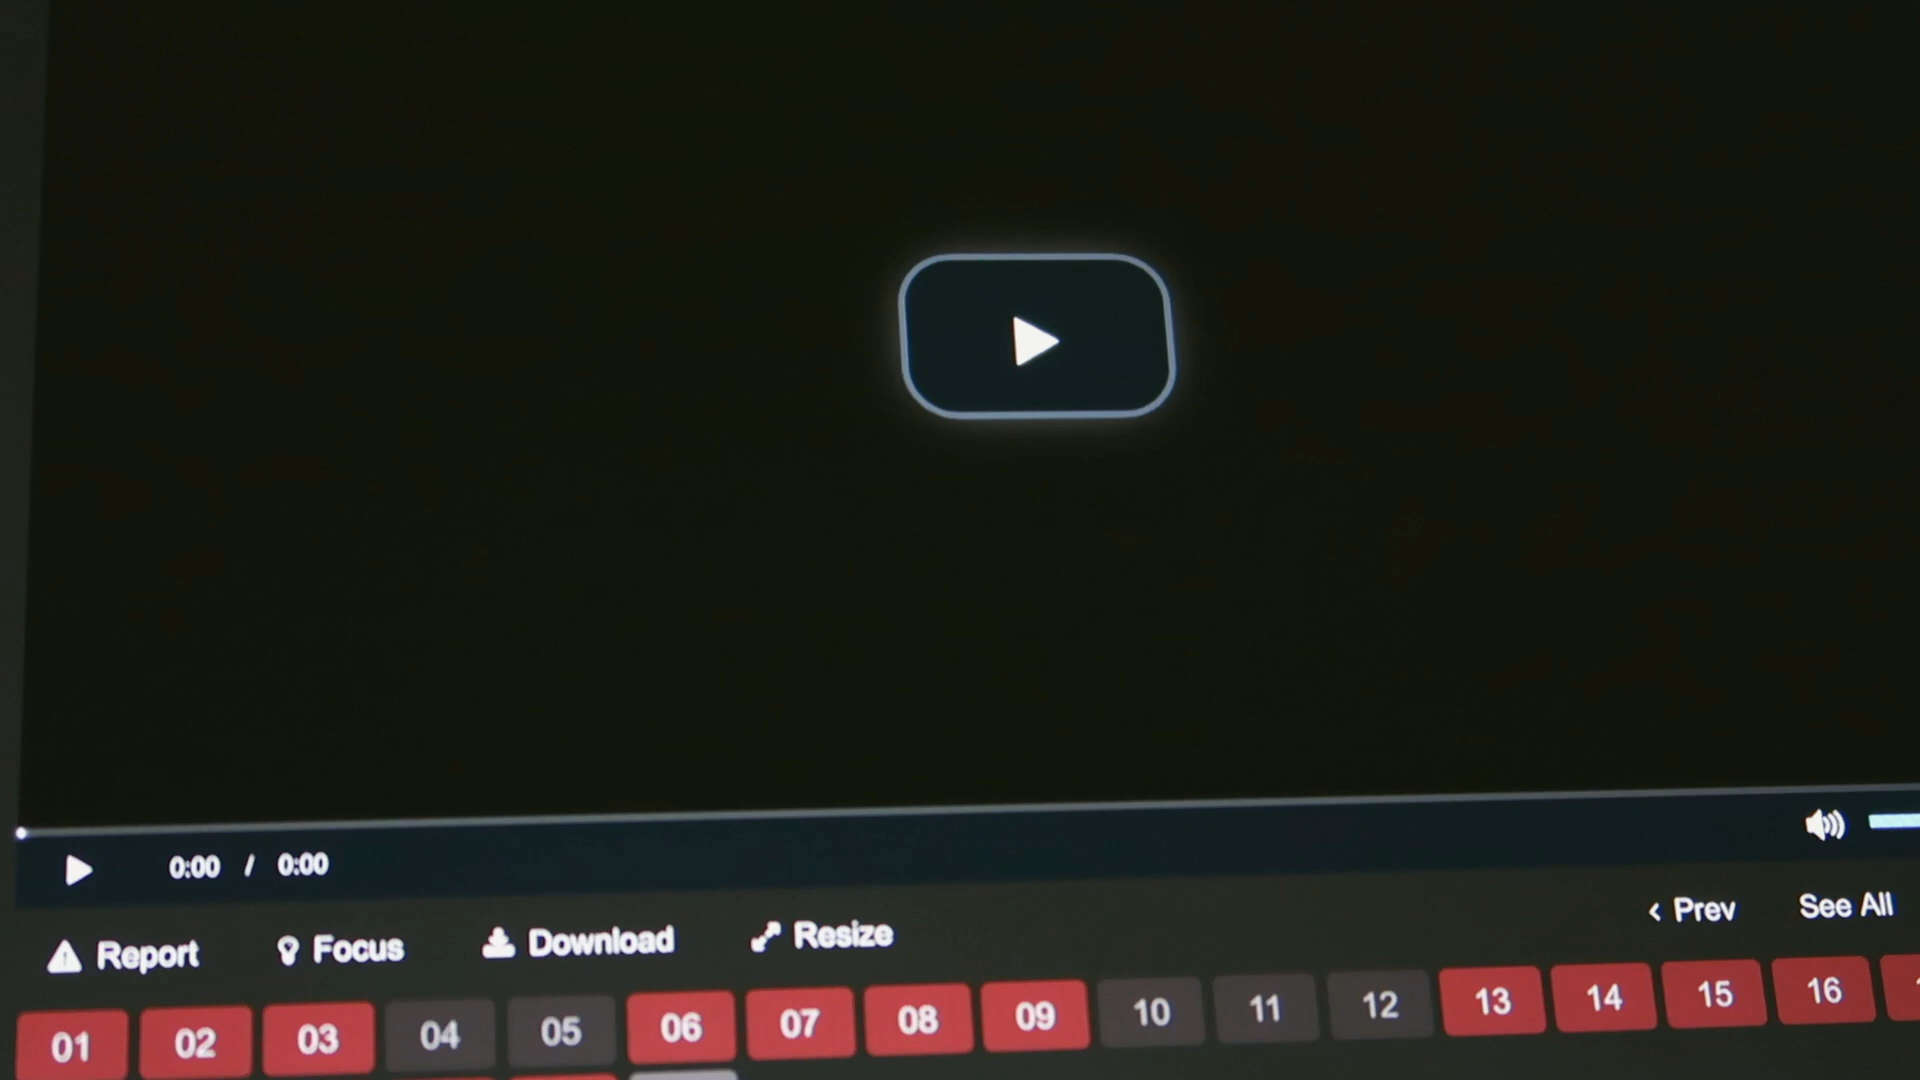 0:00 / 0:00
‹ Prev See All
Report Focus Download Resize
01 02 03 04 05 06 07 08 09 10 11 12 13 14 15 16